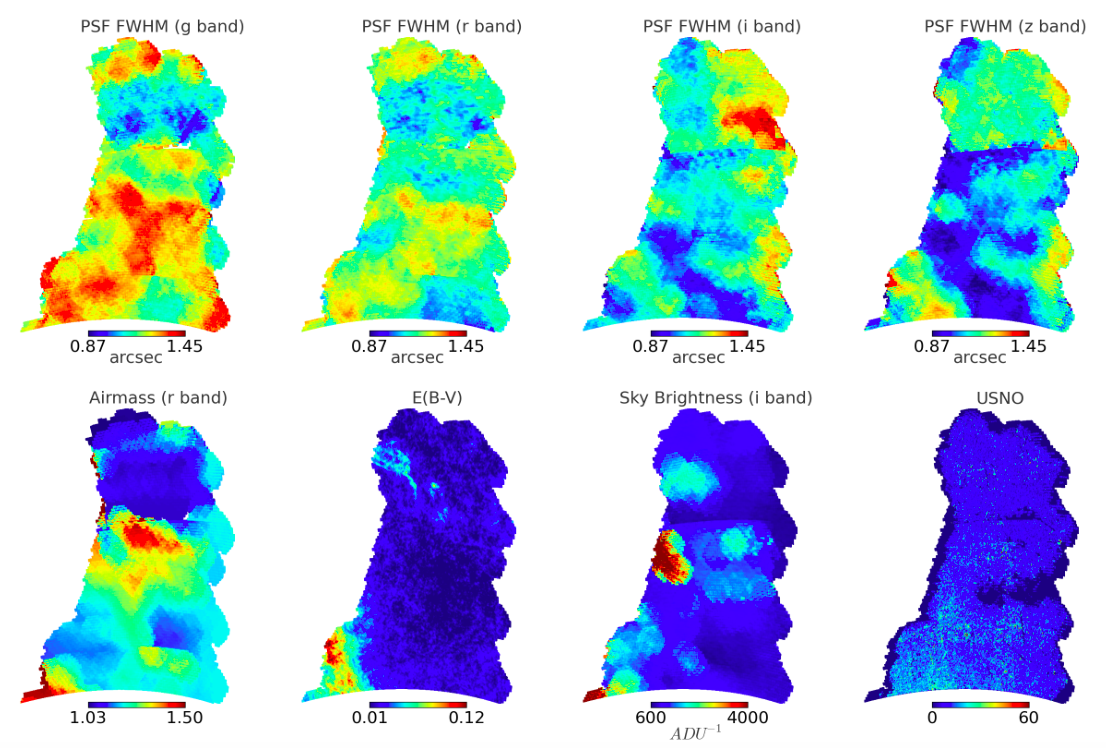 PSF FWHM (g band) PSF FWHM (r band) PSF FWHM (i band) PSF FWHM (z band)
0.87 1.45 0.87 1.45 0.87 1.45 0.87 1.45
arcsec arcsec arcsec arcsec
Airmass (r band) E(B-V) Sky Brightness (i band) USNO
1.03 1.50 0.01 0.12 600 4000 0 60
ADU⁻¹